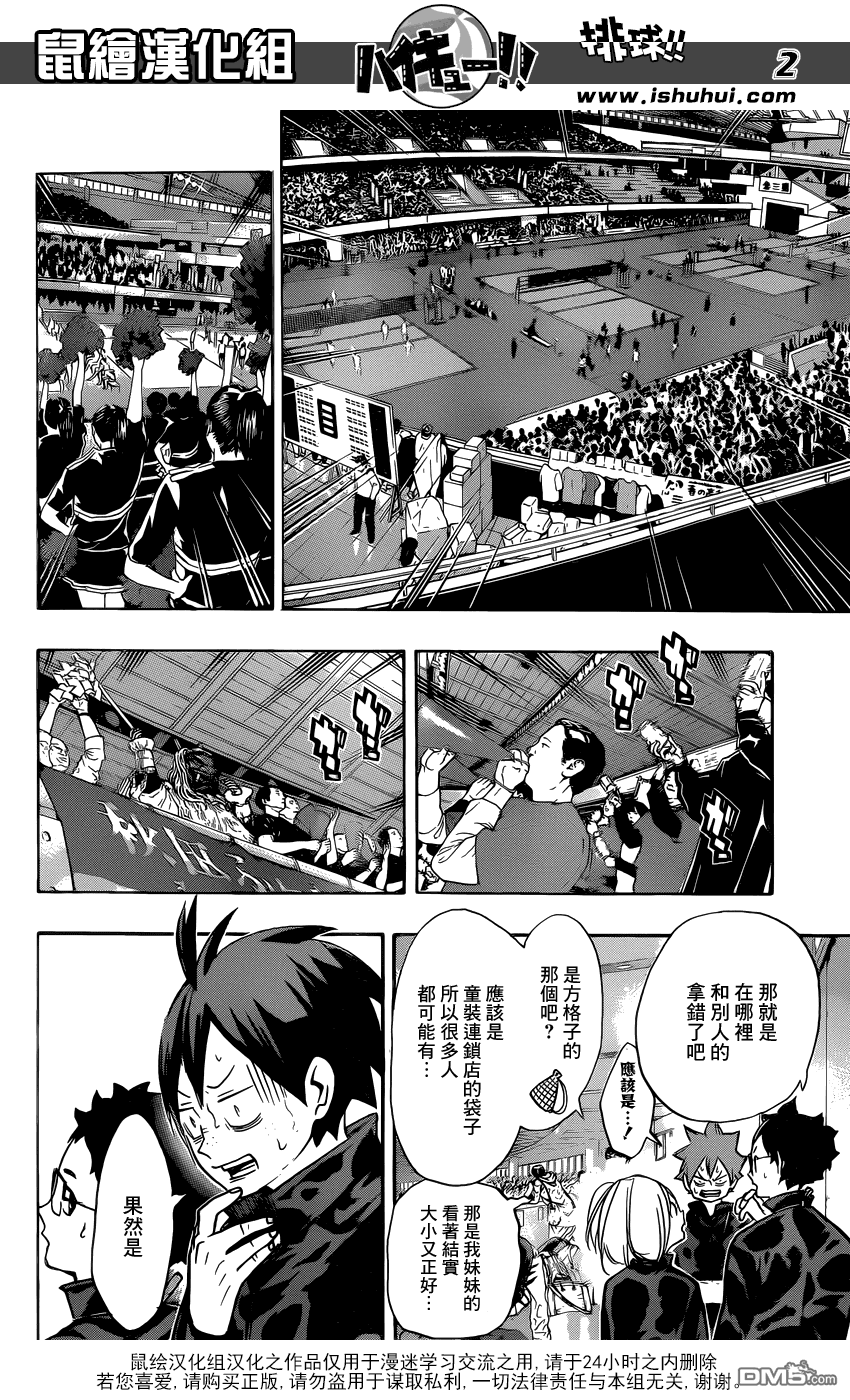 鼠繪漢化組
ハイキュー!!
排球!!
2
www.ishuhui.com
ガ
ガ
ガ
ガ
那就是
在哪裡
和別人的
拿錯了吧
應該是…!
是方格子的
那個吧?
應該是
童裝連鎖店的袋子
所以很多人
都可能有…
那是我妹妹的
看著結實
大小又正好…
果然是
鼠绘汉化组汉化之作品仅用于漫迷学习交流之用, 请于24小时之内删除
若您喜爱, 请购买正版, 请勿盗用于谋取私利, 一切法律责任与本组无关, 谢谢。
DM5.com